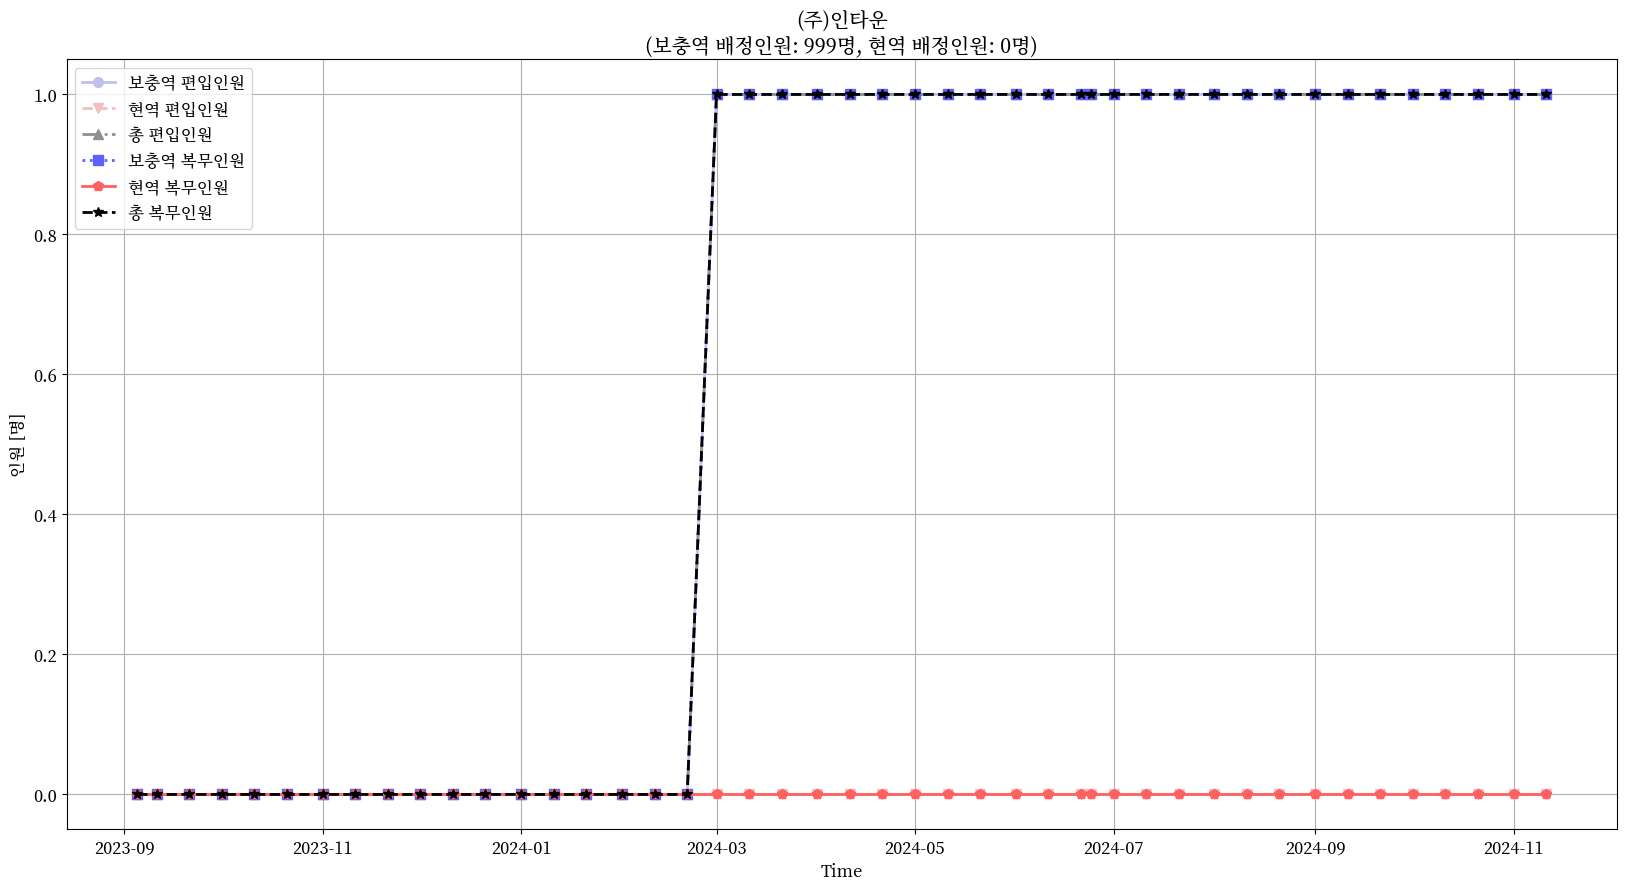 (주)인타운
(보충역 배정인원: 999명, 현역 배정인원: 0명)
보충역 편입인원
현역 편입인원
총 편입인원
보충역 복무인원
현역 복무인원
총 복무인원
인원 [명]
1.0
0.8
0.6
0.4
0.2
0.0
2023-09
2023-11
2024-01
2024-03
2024-05
2024-07
2024-09
2024-11
Time